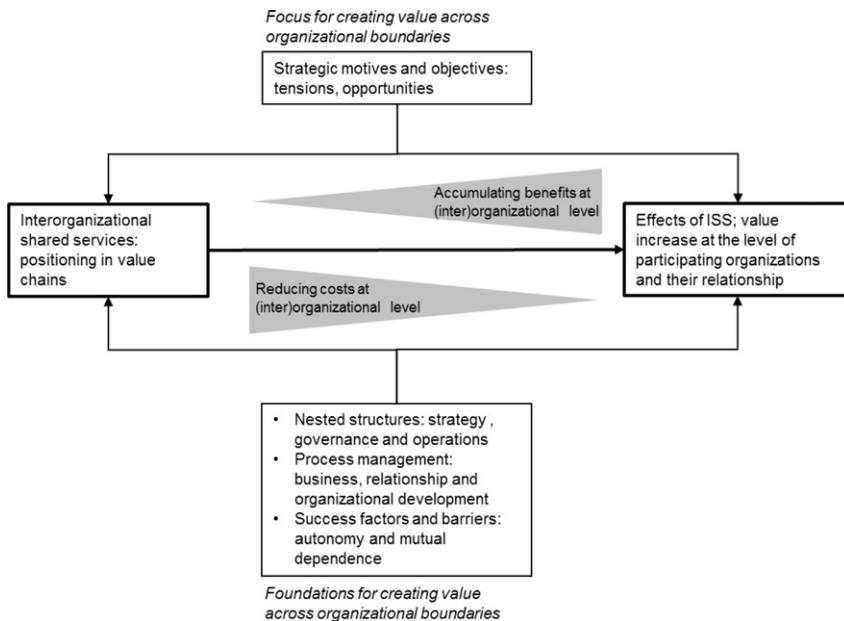 Focus for creating value across
organizational boundaries
Strategic motives and objectives:
tensions, opportunities
Accumulating benefits at
(inter)organizational level
Interorganizational
shared services:
positioning in value
chains
Effects of ISS; value
increase at the level of
participating organizations
and their relationship
Reducing costs at
(inter)organizational level
• Nested structures: strategy ,
governance and operations
• Process management:
business, relationship and
organizational development
• Success factors and barriers:
autonomy and mutual
dependence
Foundations for creating value
across organizational boundaries